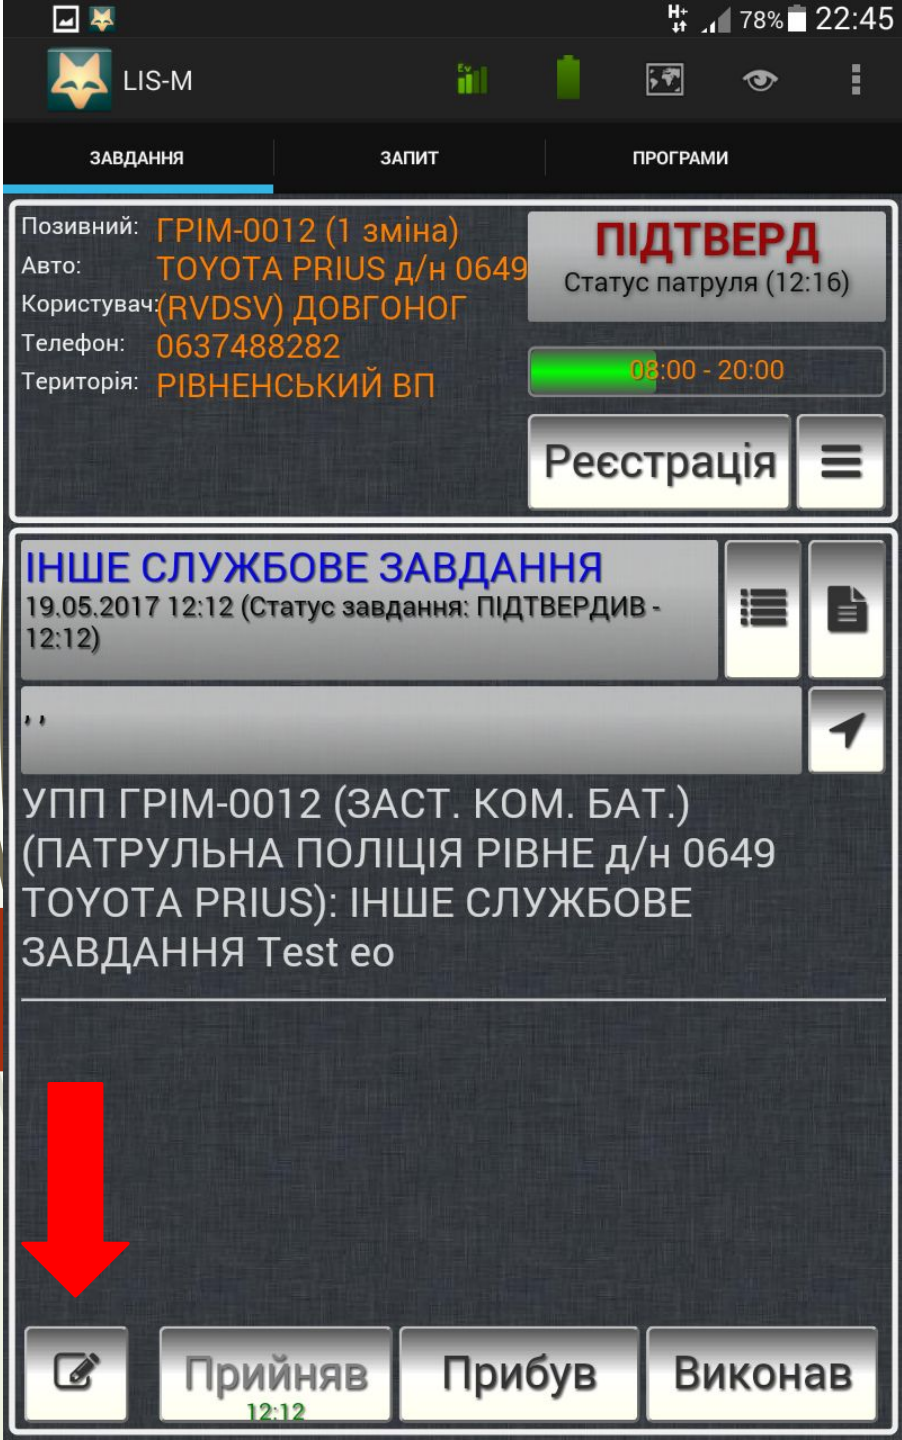 H+ 78% 22:45
LIS-M
Ev
ЗАВДАННЯ ЗАПИТ ПРОГРАМИ
Позивний: ГРІМ-0012 (1 зміна)
Авто: TOYOTA PRIUS д/н 0649
Користувач: (RVDSV) ДОВГОНОГ
Телефон: 0637488282
Територія: РІВНЕНСЬКИЙ ВП
ПІДТВЕРД
Статус патруля (12:16)
08:00 - 20:00
Реєстрація
ІНШЕ СЛУЖБОВЕ ЗАВДАННЯ
19.05.2017 12:12 (Статус завдання: ПІДТВЕРДИВ -
12:12)
, ,
УПП ГРІМ-0012 (ЗАСТ. КОМ. БАТ.)
(ПАТРУЛЬНА ПОЛІЦІЯ РІВНЕ д/н 0649
TOYOTA PRIUS): ІНШЕ СЛУЖБОВЕ
ЗАВДАННЯ Test eo
Прийняв Прибув Виконав
12:12